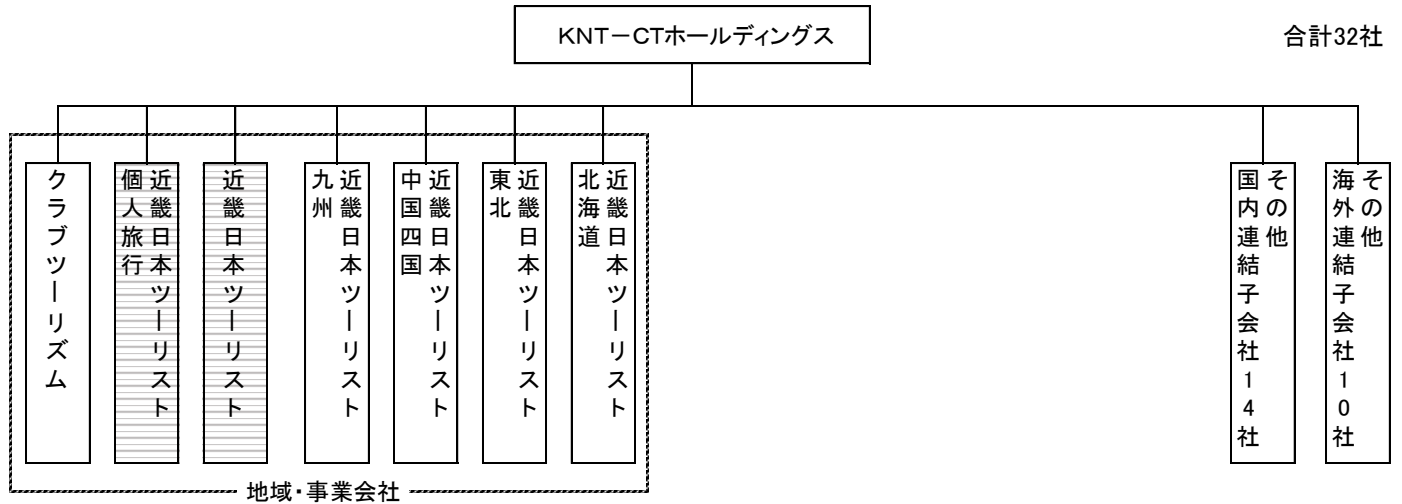 KNT－CTホールディングス
合計32社
クラブツーリズム
近畿日本ツーリスト
個人旅行
近畿日本ツーリスト
近畿日本ツーリスト
九州
近畿日本ツーリスト
中国四国
近畿日本ツーリスト
東北
近畿日本ツーリスト
北海道
その他
国内連結子会社14社
その他
海外連結子会社10社
地域・事業会社